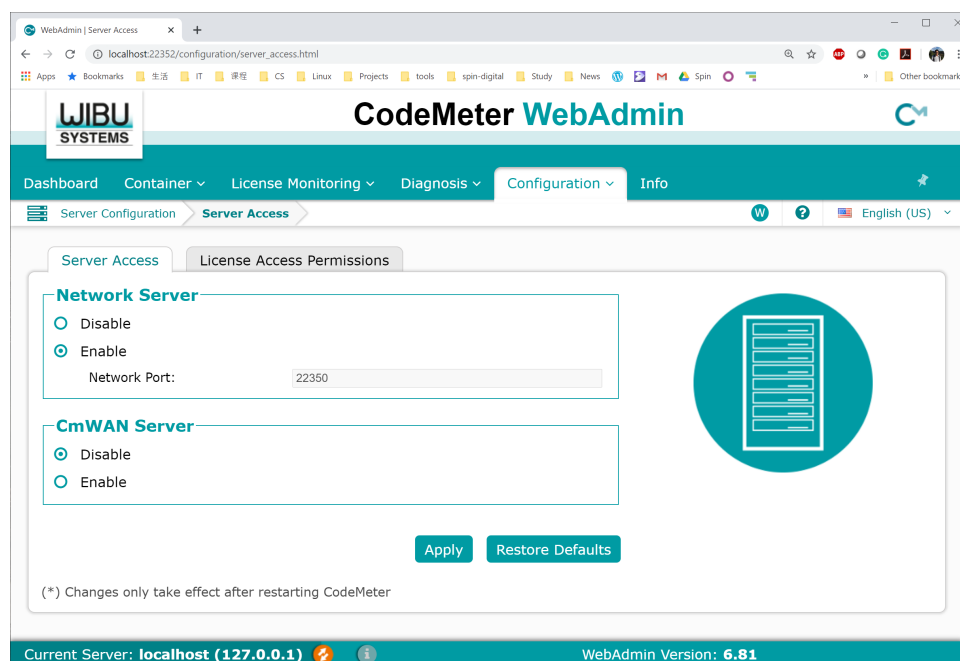 WebAdmin | Server Access
localhost:22352/configuration/server_access.html
ABP
Apps Bookmarks 生活 IT 课程 CS Linux Projects tools spin-digital Study News Spin » Other bookmark
WIBU
SYSTEMS
CodeMeter WebAdmin
Dashboard Container License Monitoring Diagnosis Configuration Info
Server Configuration Server Access W ? English (US)
Server Access License Access Permissions
Network Server
Disable
Enable
Network Port: 22350
CmWAN Server
Disable
Enable
Apply Restore Defaults
(*) Changes only take effect after restarting CodeMeter
Current Server: localhost (127.0.0.1) i WebAdmin Version: 6.81